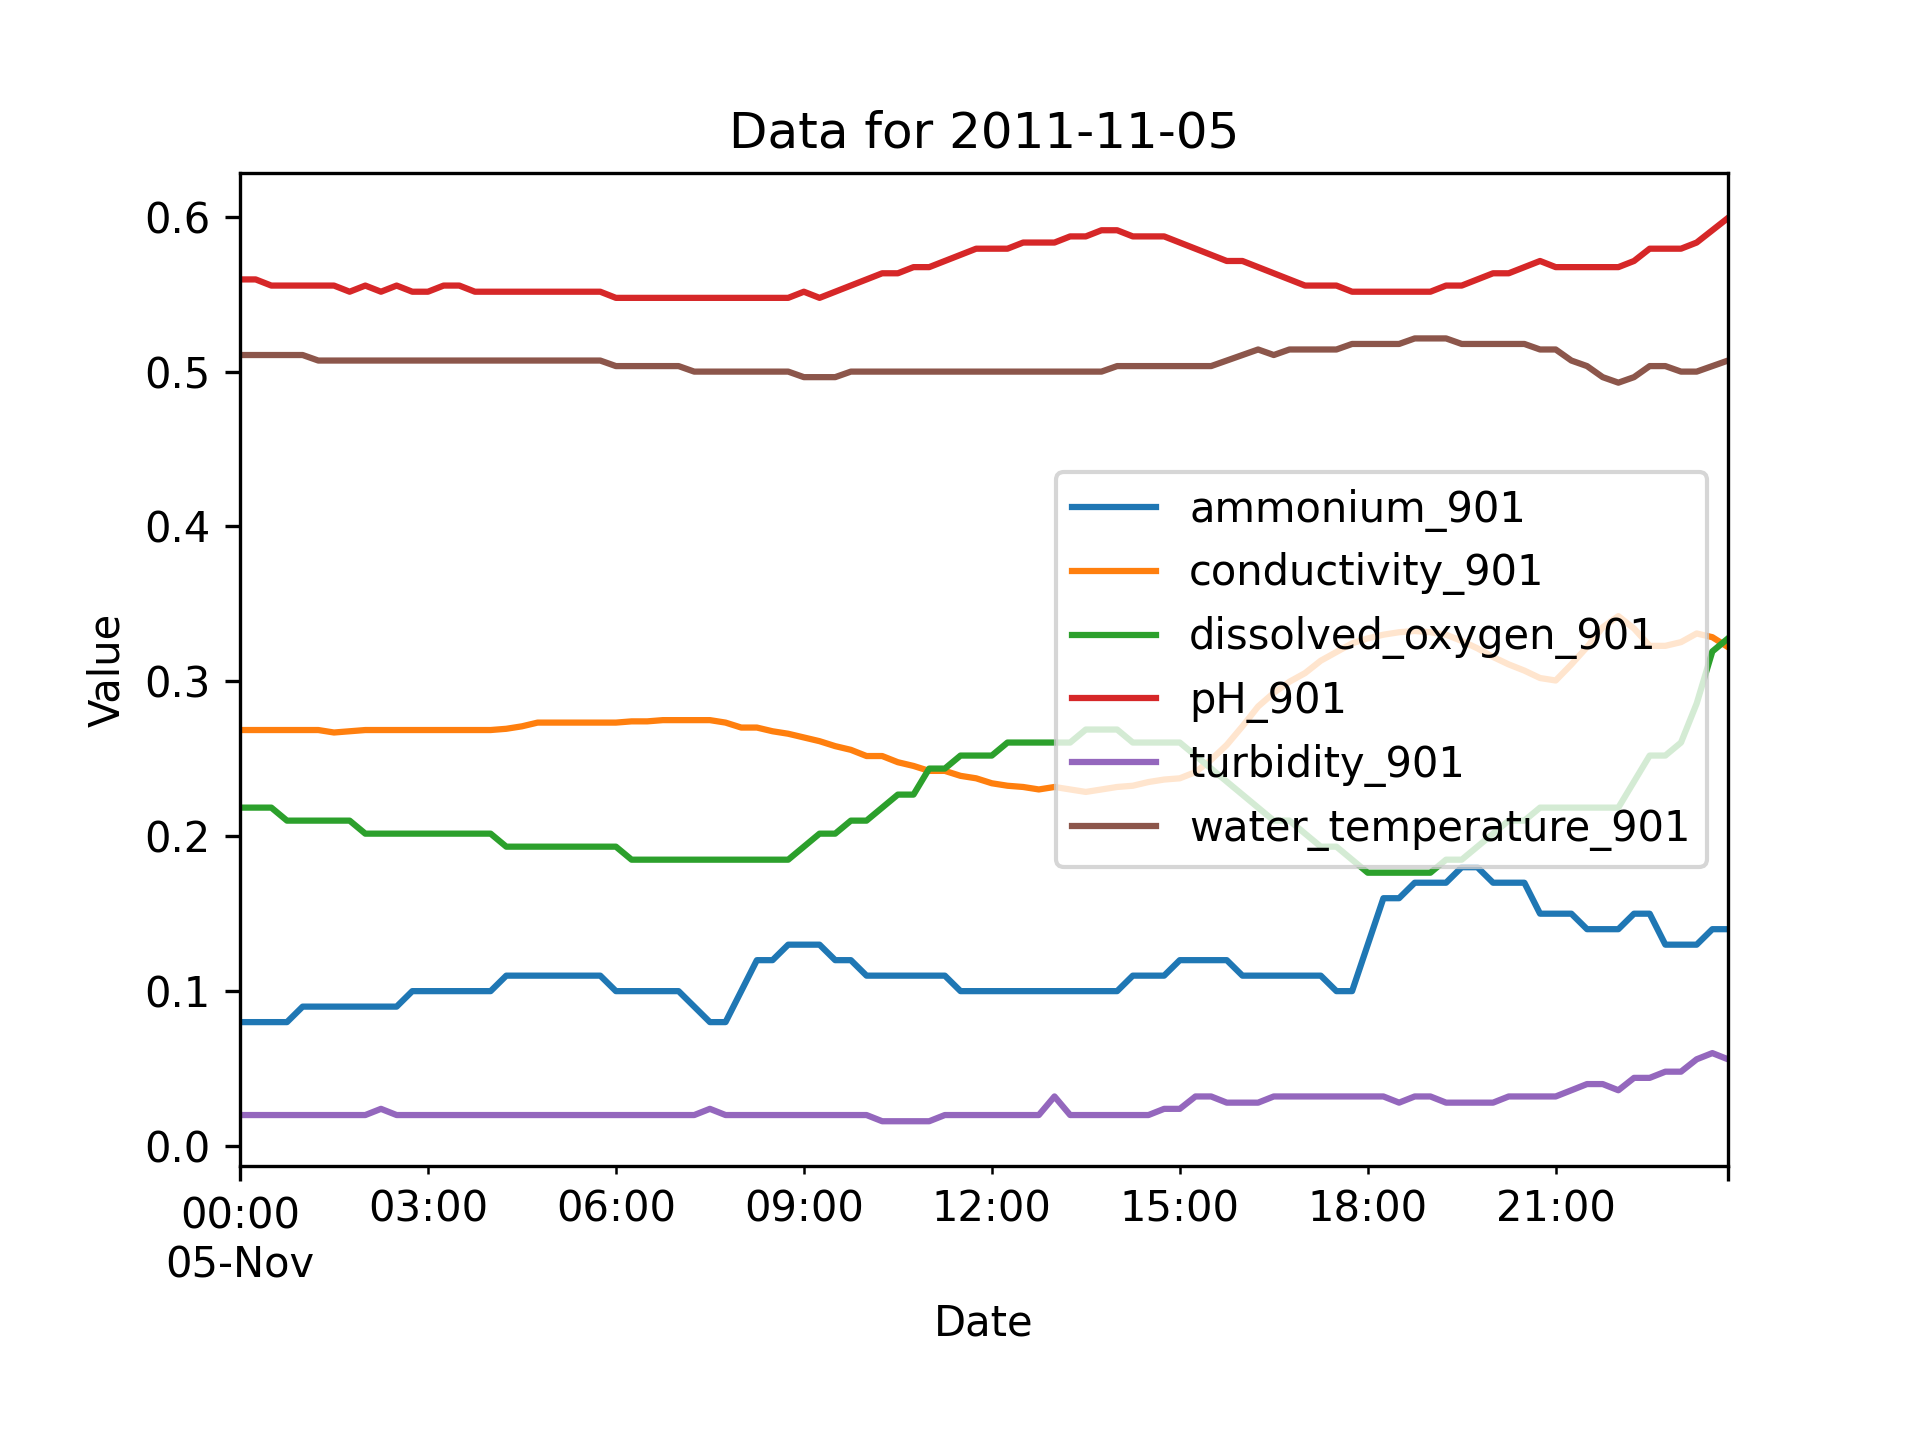 Data for 2011-11-05
0.6
0.5
0.4
0.3
0.2
0.1
0.0
Value
ammonium_901
conductivity_901
dissolved_oxygen_901
pH_901
turbidity_901
water_temperature_901
00:00 03:00 06:00 09:00 12:00 15:00 18:00 21:00
05-Nov
Date